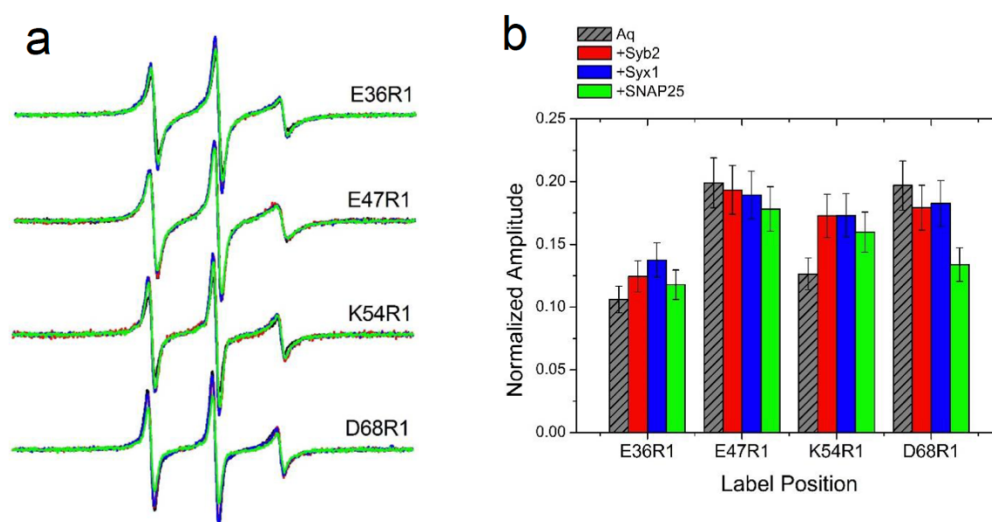 a
E36R1
E47R1
K54R1
D68R1
b
Aq
+Syb2
+Syx1
+SNAP25
0.25
0.20
0.15
0.10
0.05
0.00
Normalized Amplitude
E36R1 E47R1 K54R1 D68R1
Label Position